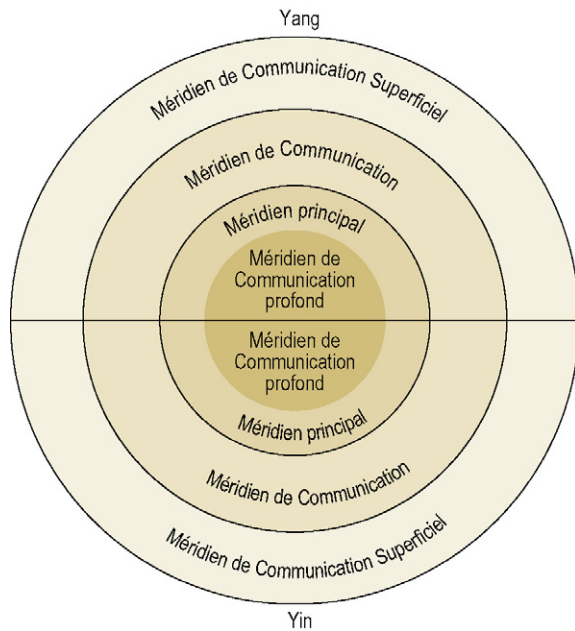 Yang
Méridien de Communication Superficiel
Méridien de Communication
Méridien principal
Méridien de
Communication
profond
Méridien de
Communication
profond
Méridien principal
Méridien de Communication
Méridien de Communication Superficiel
Yin